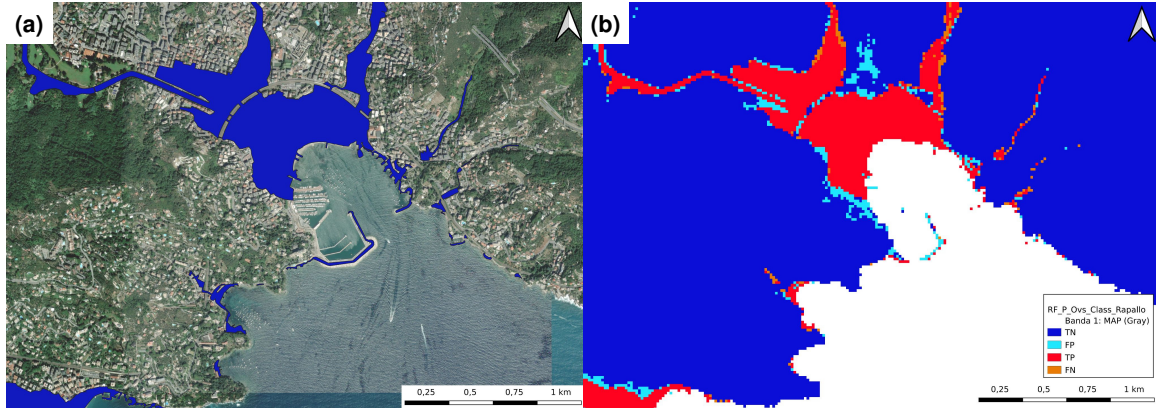 (a)
0,25 0,5 0,75 1 km
(b)
RF_P_Ovs_Class_Rapallo
Banda 1: MAP (Gray)
TN
FP
TP
FN
0,25 0,5 0,75 1 km